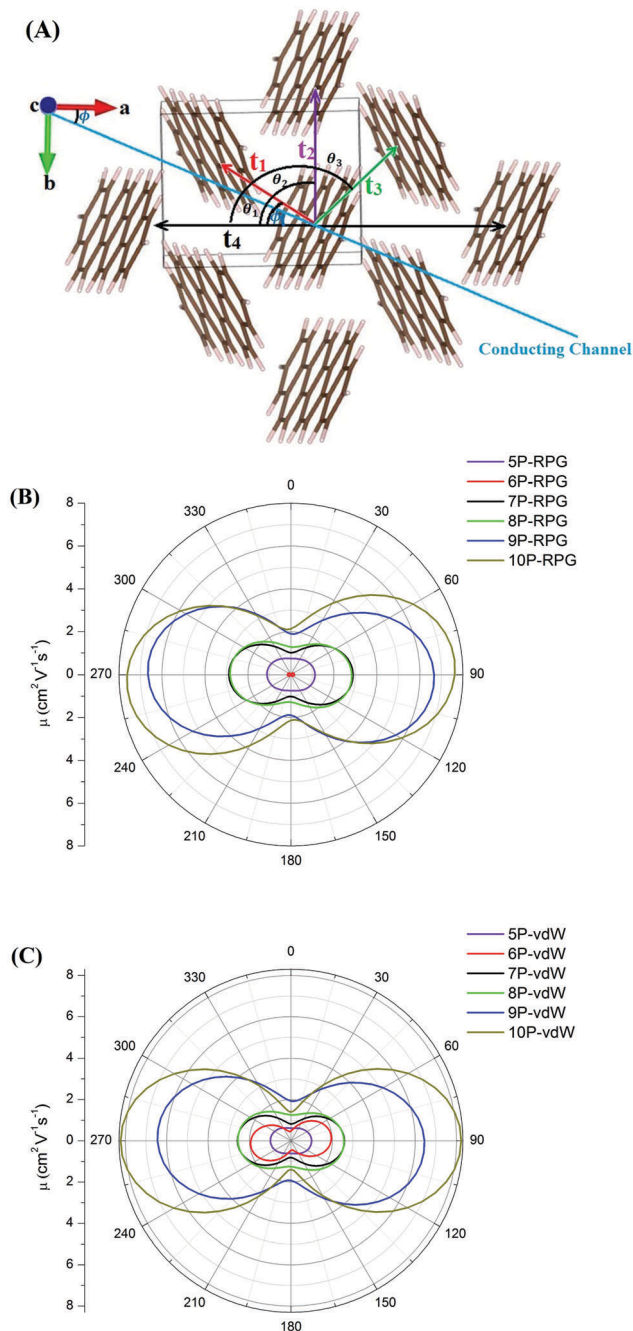 (A)
c
a
ϕ
b
t1
t2
θ3
t3
θ2
θ1
ϕ
t4
Conducting Channel
(B)
5P-RPG
6P-RPG
7P-RPG
8P-RPG
9P-RPG
10P-RPG
μ (cm² V⁻¹s⁻¹)
8
6
4
2
0
2
4
6
8
0
30
60
90
120
150
180
210
240
270
300
330
(C)
5P-vdW
6P-vdW
7P-vdW
8P-vdW
9P-vdW
10P-vdW
μ (cm² V⁻¹s⁻¹)
8
6
4
2
0
2
4
6
8
0
30
60
90
120
150
180
210
240
270
300
330